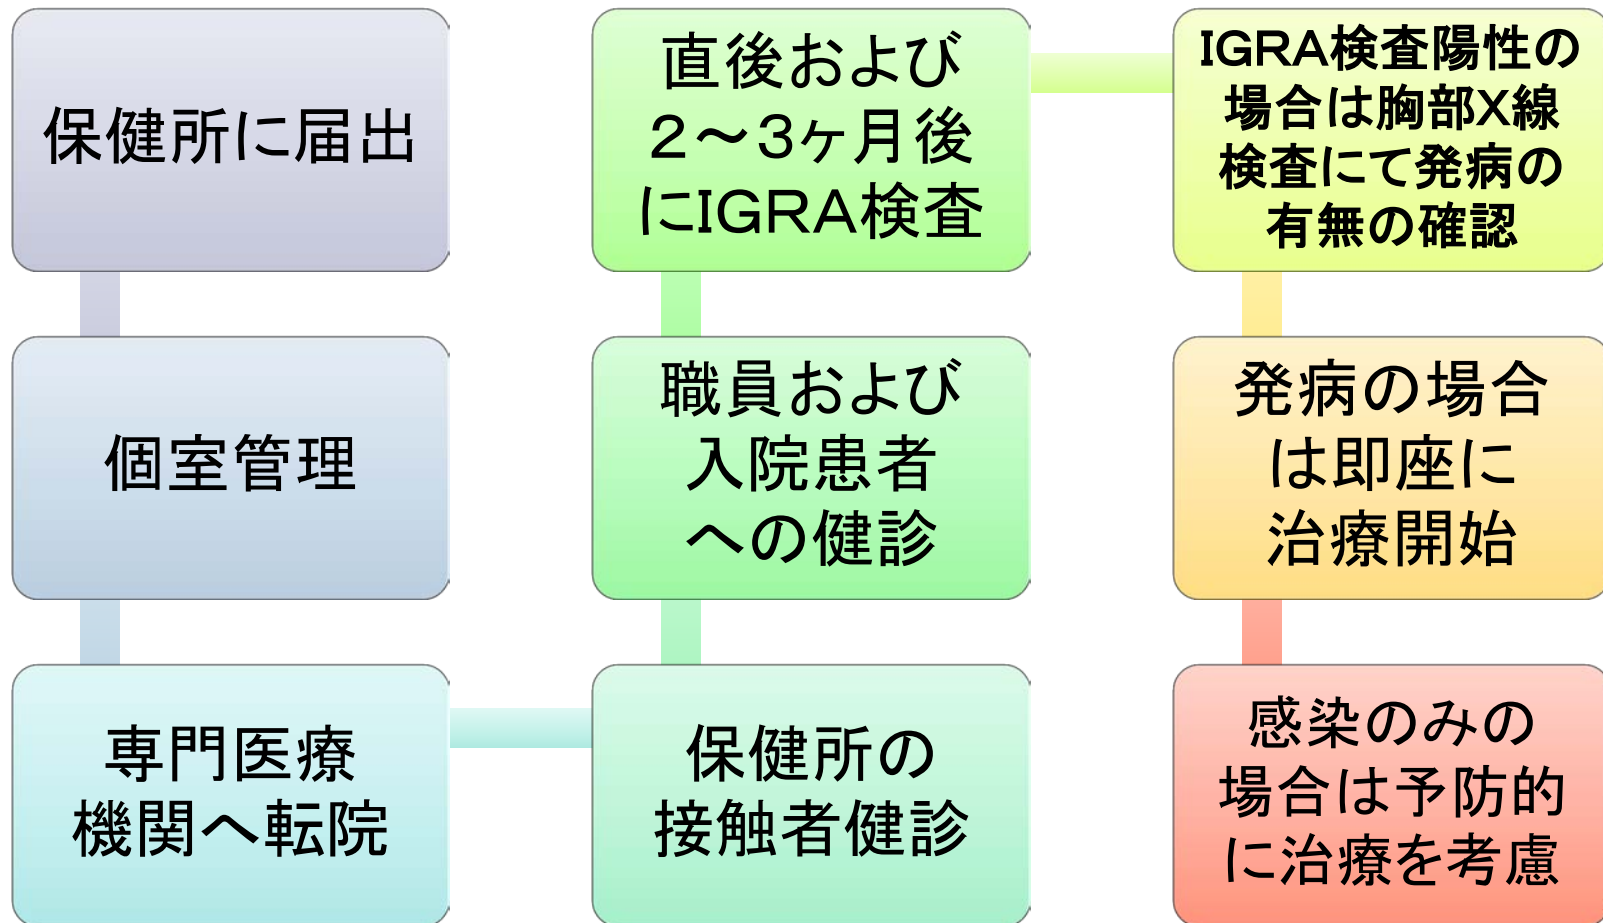 保健所に届出
個室管理
専門医療
機関へ転院
保健所の
接触者健診
職員および
入院患者
への健診
直後および
２～３ヶ月後
にIGRA検査
IGRA検査陽性の
場合は胸部X線
検査にて発病の
有無の確認
発病の場合
は即座に
治療開始
感染のみの
場合は予防的
に治療を考慮